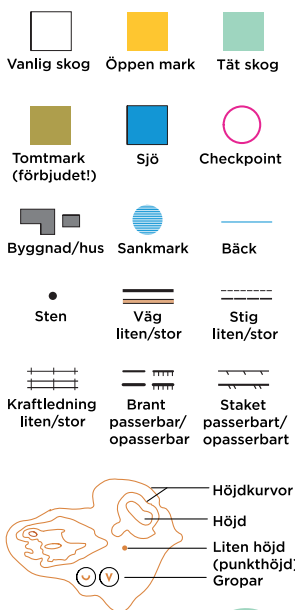 Vanlig skog Öppen mark Tät skog
Tomtmark
(förbjudet!) Sjö Checkpoint
Byggnad/hus Sankmark Bäck
Sten Väg
liten/stor Stig
liten/stor
Kraftledning
liten/stor Brant
passerbar/
opasserbar Staket
passerbart/
opasserbart
Höjdkurvor
Höjd
Liten höjd
(punkthöjd)
Gropar